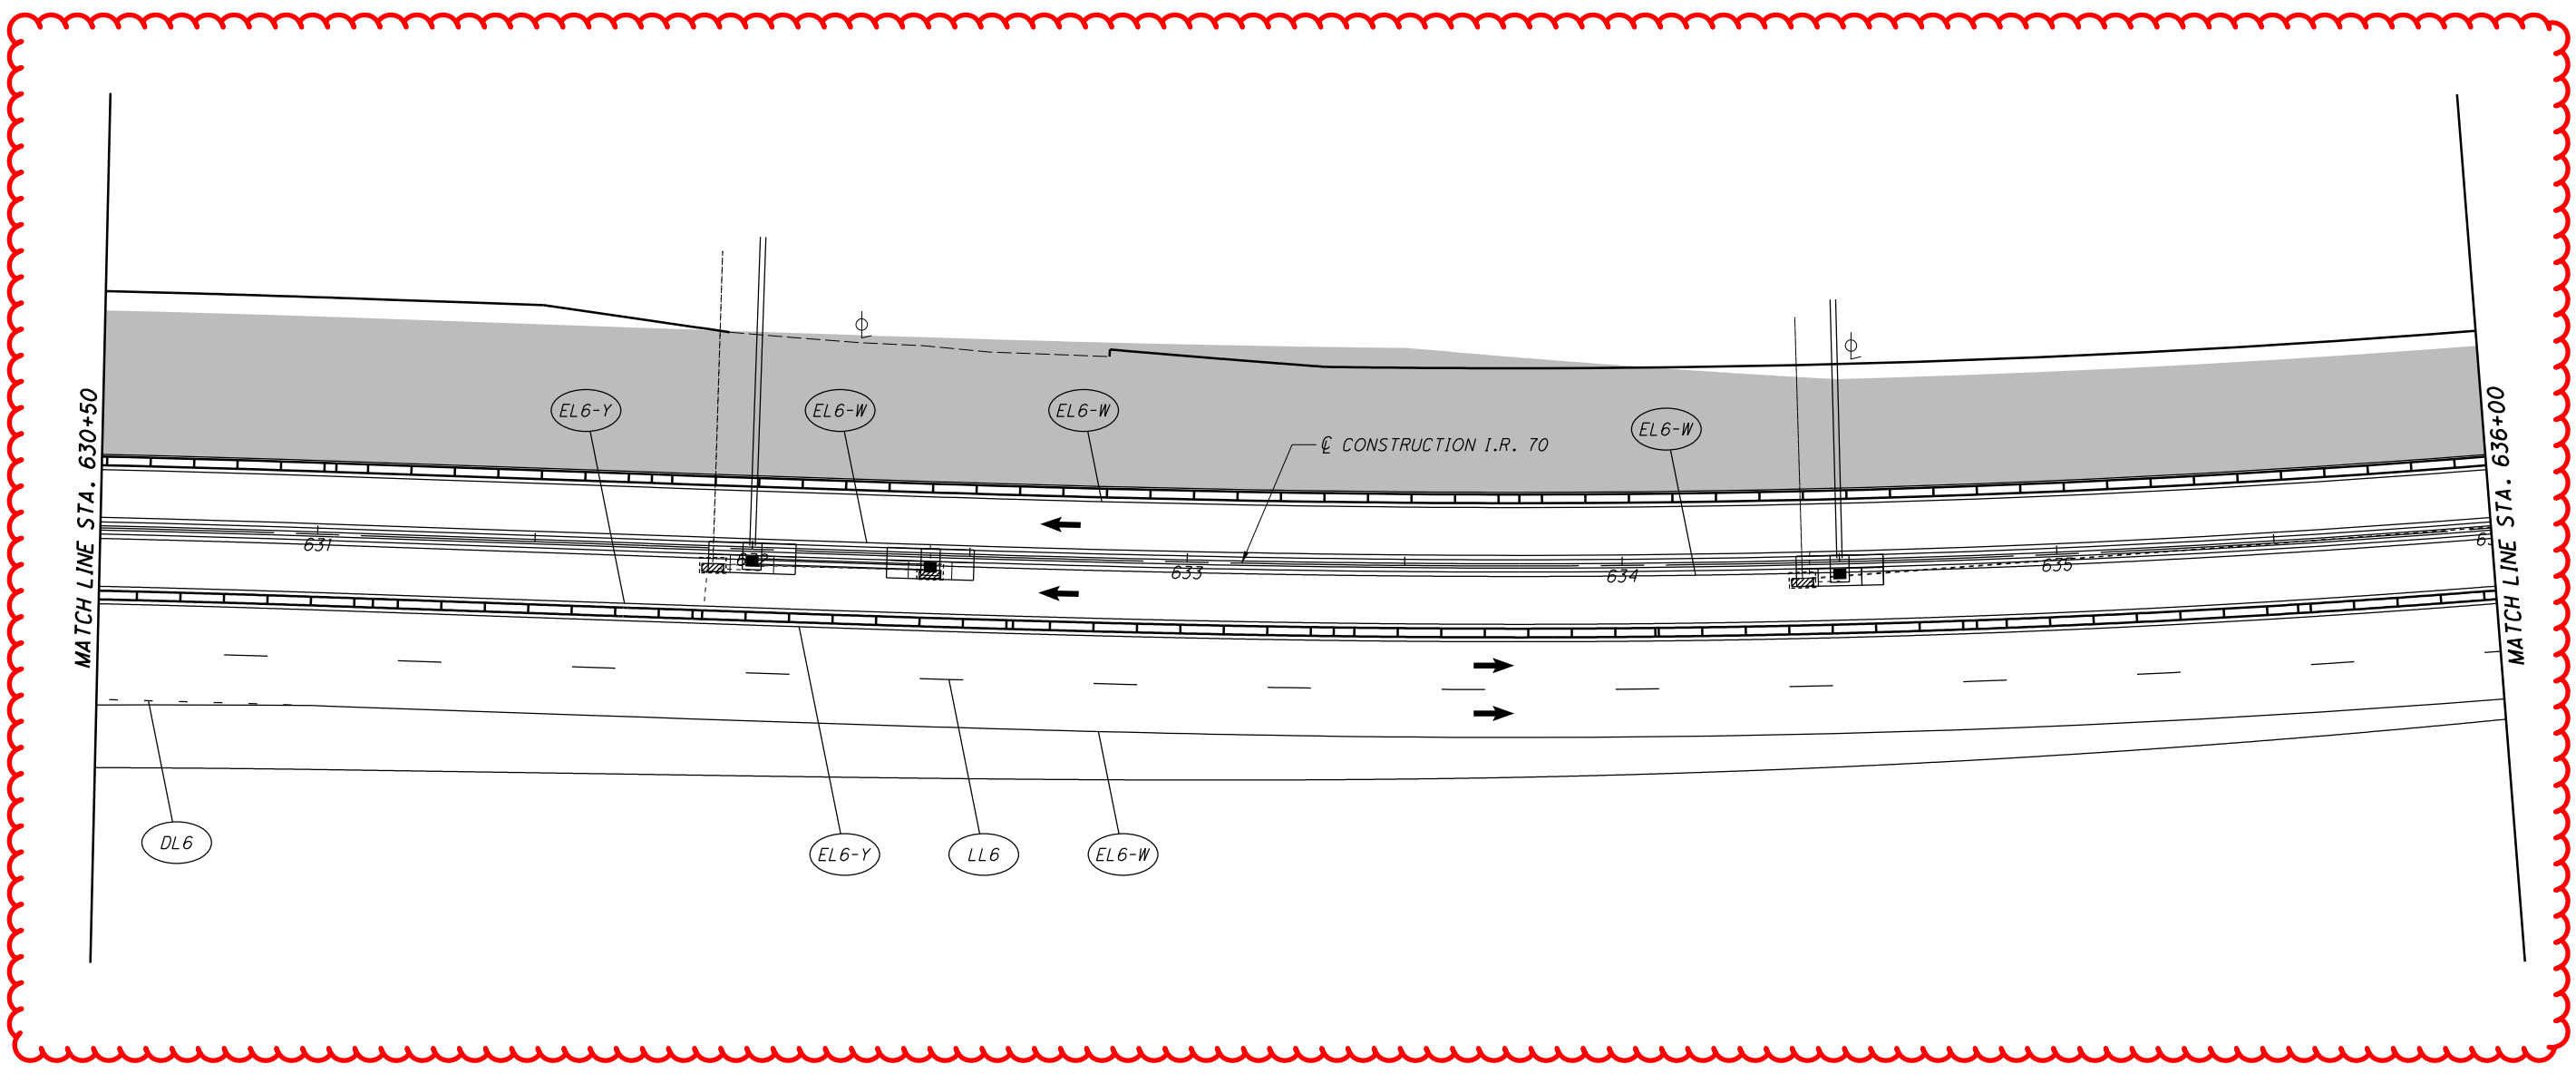 MATCH LINE STA. 630+50
EL6-Y
EL6-W
EL6-W
℄ CONSTRUCTION I.R. 70
EL6-W
MATCH LINE STA. 636+00
631
633
634
635
DL6
EL6-Y
LL6
EL6-W